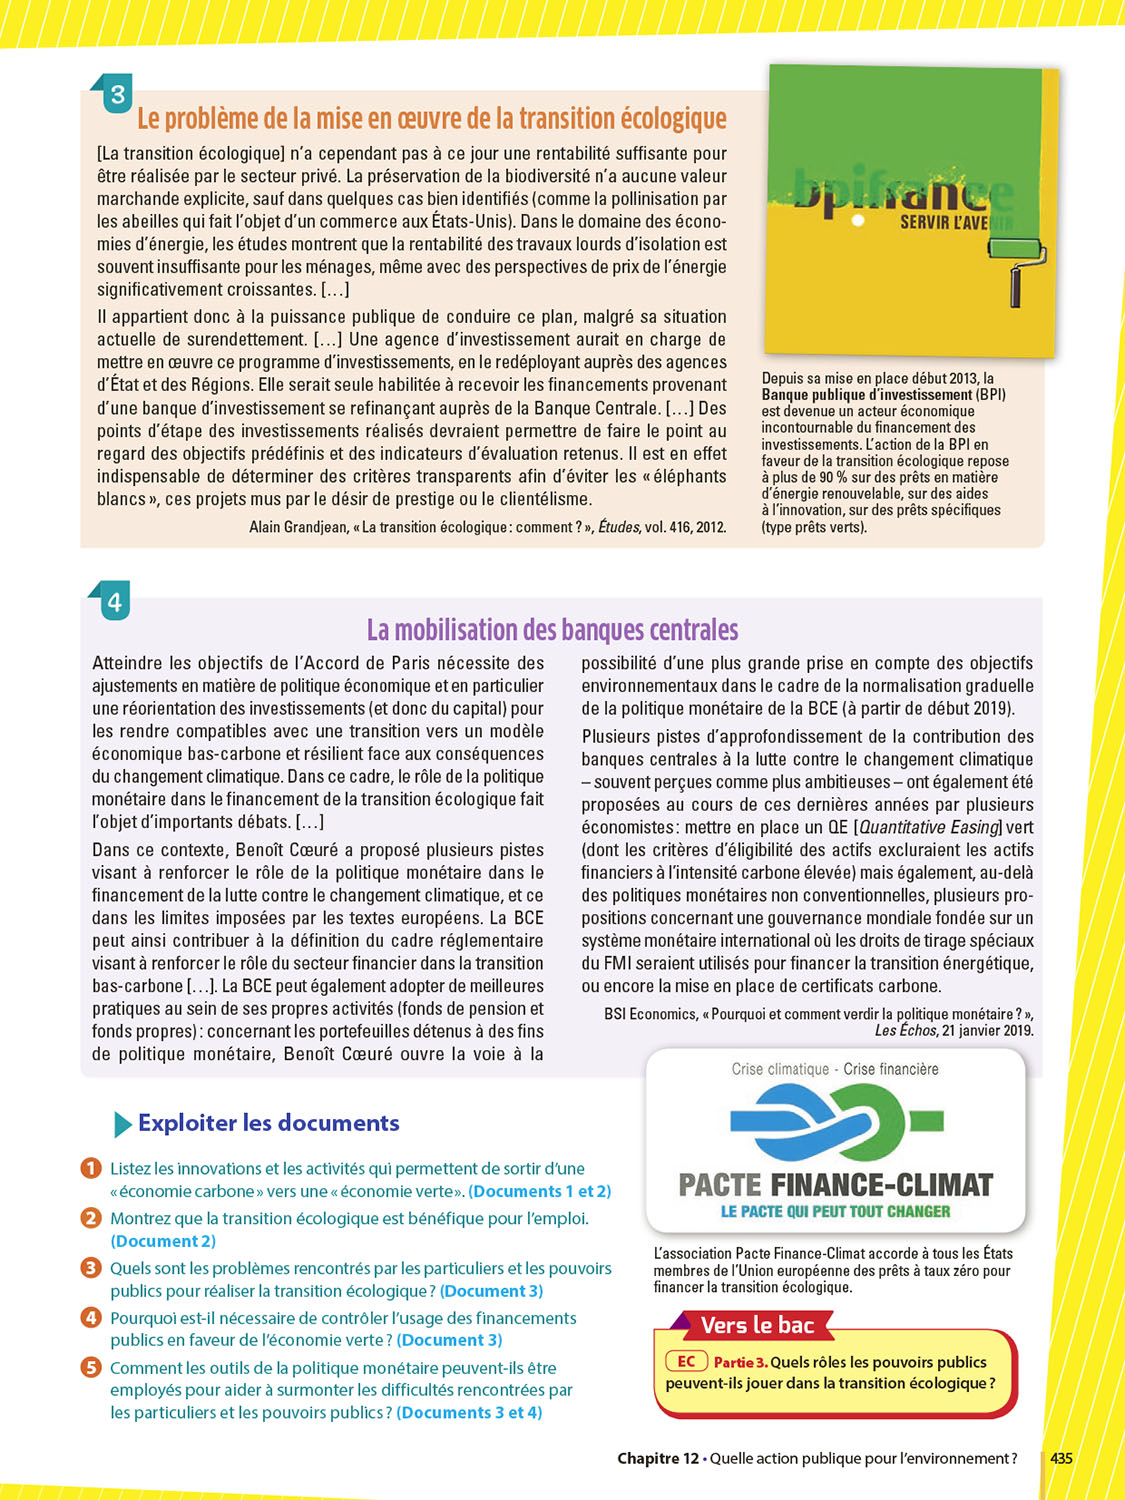 3
Le problème de la mise en œuvre de la transition écologique
[La transition écologique] n'a cependant pas à ce jour une rentabilité suffisante pour
être réalisée par le secteur privé. La préservation de la biodiversité n'a aucune valeur
marchande explicite, sauf dans quelques cas bien identifiés (comme la pollinisation par
les abeilles qui fait l'objet d'un commerce aux États-Unis). Dans le domaine des écono-
mies d'énergie, les études montrent que la rentabilité des travaux lourds d'isolation est
souvent insuffisante pour les ménages, même avec des perspectives de prix de l'énergie
significativement croissantes. […]
Il appartient donc à la puissance publique de conduire ce plan, malgré sa situation
actuelle de surendettement. […] Une agence d'investissement aurait en charge de
mettre en œuvre ce programme d'investissements, en le redéployant auprès des agences
d'État et des Régions. Elle serait seule habilitée à recevoir les financements provenant
d'une banque d'investissement se refinançant auprès de la Banque Centrale. […] Des
points d'étape des investissements réalisés devraient permettre de faire le point au
regard des objectifs prédéfinis et des indicateurs d'évaluation retenus. Il est en effet
indispensable de déterminer des critères transparents afin d'éviter les « éléphants
blancs », ces projets mus par le désir de prestige ou le clientélisme.
Alain Grandjean, « La transition écologique : comment ? », Études, vol. 416, 2012.
bpifrance
SERVIR L'AVENIR
Depuis sa mise en place début 2013, la
Banque publique d'investissement (BPI)
est devenue un acteur économique
incontournable du financement des
investissements. L'action de la BPI en
faveur de la transition écologique repose
à plus de 90 % sur des prêts en matière
d'énergie renouvelable, sur des aides
à l'innovation, sur des prêts spécifiques
(type prêts verts).
4
La mobilisation des banques centrales
Atteindre les objectifs de l'Accord de Paris nécessite des
ajustements en matière de politique économique et en particulier
une réorientation des investissements (et donc du capital) pour
les rendre compatibles avec une transition vers un modèle
économique bas-carbone et résilient face aux conséquences
du changement climatique. Dans ce cadre, le rôle de la politique
monétaire dans le financement de la transition écologique fait
l'objet d'importants débats. […]
Dans ce contexte, Benoît Cœuré a proposé plusieurs pistes
visant à renforcer le rôle de la politique monétaire dans le
financement de la lutte contre le changement climatique, et ce
dans les limites imposées par les textes européens. La BCE
peut ainsi contribuer à la définition du cadre réglementaire
visant à renforcer le rôle du secteur financier dans la transition
bas-carbone […]. La BCE peut également adopter de meilleures
pratiques au sein de ses propres activités (fonds de pension et
fonds propres) : concernant les portefeuilles détenus à des fins
de politique monétaire, Benoît Cœuré ouvre la voie à la
possibilité d'une plus grande prise en compte des objectifs
environnementaux dans le cadre de la normalisation graduelle
de la politique monétaire de la BCE (à partir de début 2019).
Plusieurs pistes d'approfondissement de la contribution des
banques centrales à la lutte contre le changement climatique
– souvent perçues comme plus ambitieuses – ont également été
proposées au cours de ces dernières années par plusieurs
économistes : mettre en place un QE [Quantitative Easing] vert
(dont les critères d'éligibilité des actifs excluraient les actifs
financiers à l'intensité carbone élevée) mais également, au-delà
des politiques monétaires non conventionnelles, plusieurs pro-
positions concernant une gouvernance mondiale fondée sur un
système monétaire international où les droits de tirage spéciaux
du FMI seraient utilisés pour financer la transition énergétique,
ou encore la mise en place de certificats carbone.
BSI Economics, « Pourquoi et comment verdir la politique monétaire ? »,
Les Échos, 21 janvier 2019.
Crise climatique - Crise financière
PACTE FINANCE-CLIMAT
LE PACTE QUI PEUT TOUT CHANGER
L'association Pacte Finance-Climat accorde à tous les États
membres de l'Union européenne des prêts à taux zéro pour
financer la transition écologique.
Exploiter les documents
1 Listez les innovations et les activités qui permettent de sortir d'une
« économie carbone » vers une « économie verte ». (Documents 1 et 2)
2 Montrez que la transition écologique est bénéfique pour l'emploi.
(Document 2)
3 Quels sont les problèmes rencontrés par les particuliers et les pouvoirs
publics pour réaliser la transition écologique ? (Document 3)
4 Pourquoi est-il nécessaire de contrôler l'usage des financements
publics en faveur de l'économie verte ? (Document 3)
5 Comment les outils de la politique monétaire peuvent-ils être
employés pour aider à surmonter les difficultés rencontrées par
les particuliers et les pouvoirs publics ? (Documents 3 et 4)
Vers le bac
EC Partie 3. Quels rôles les pouvoirs publics
peuvent-ils jouer dans la transition écologique ?
Chapitre 12 • Quelle action publique pour l'environnement ? 435